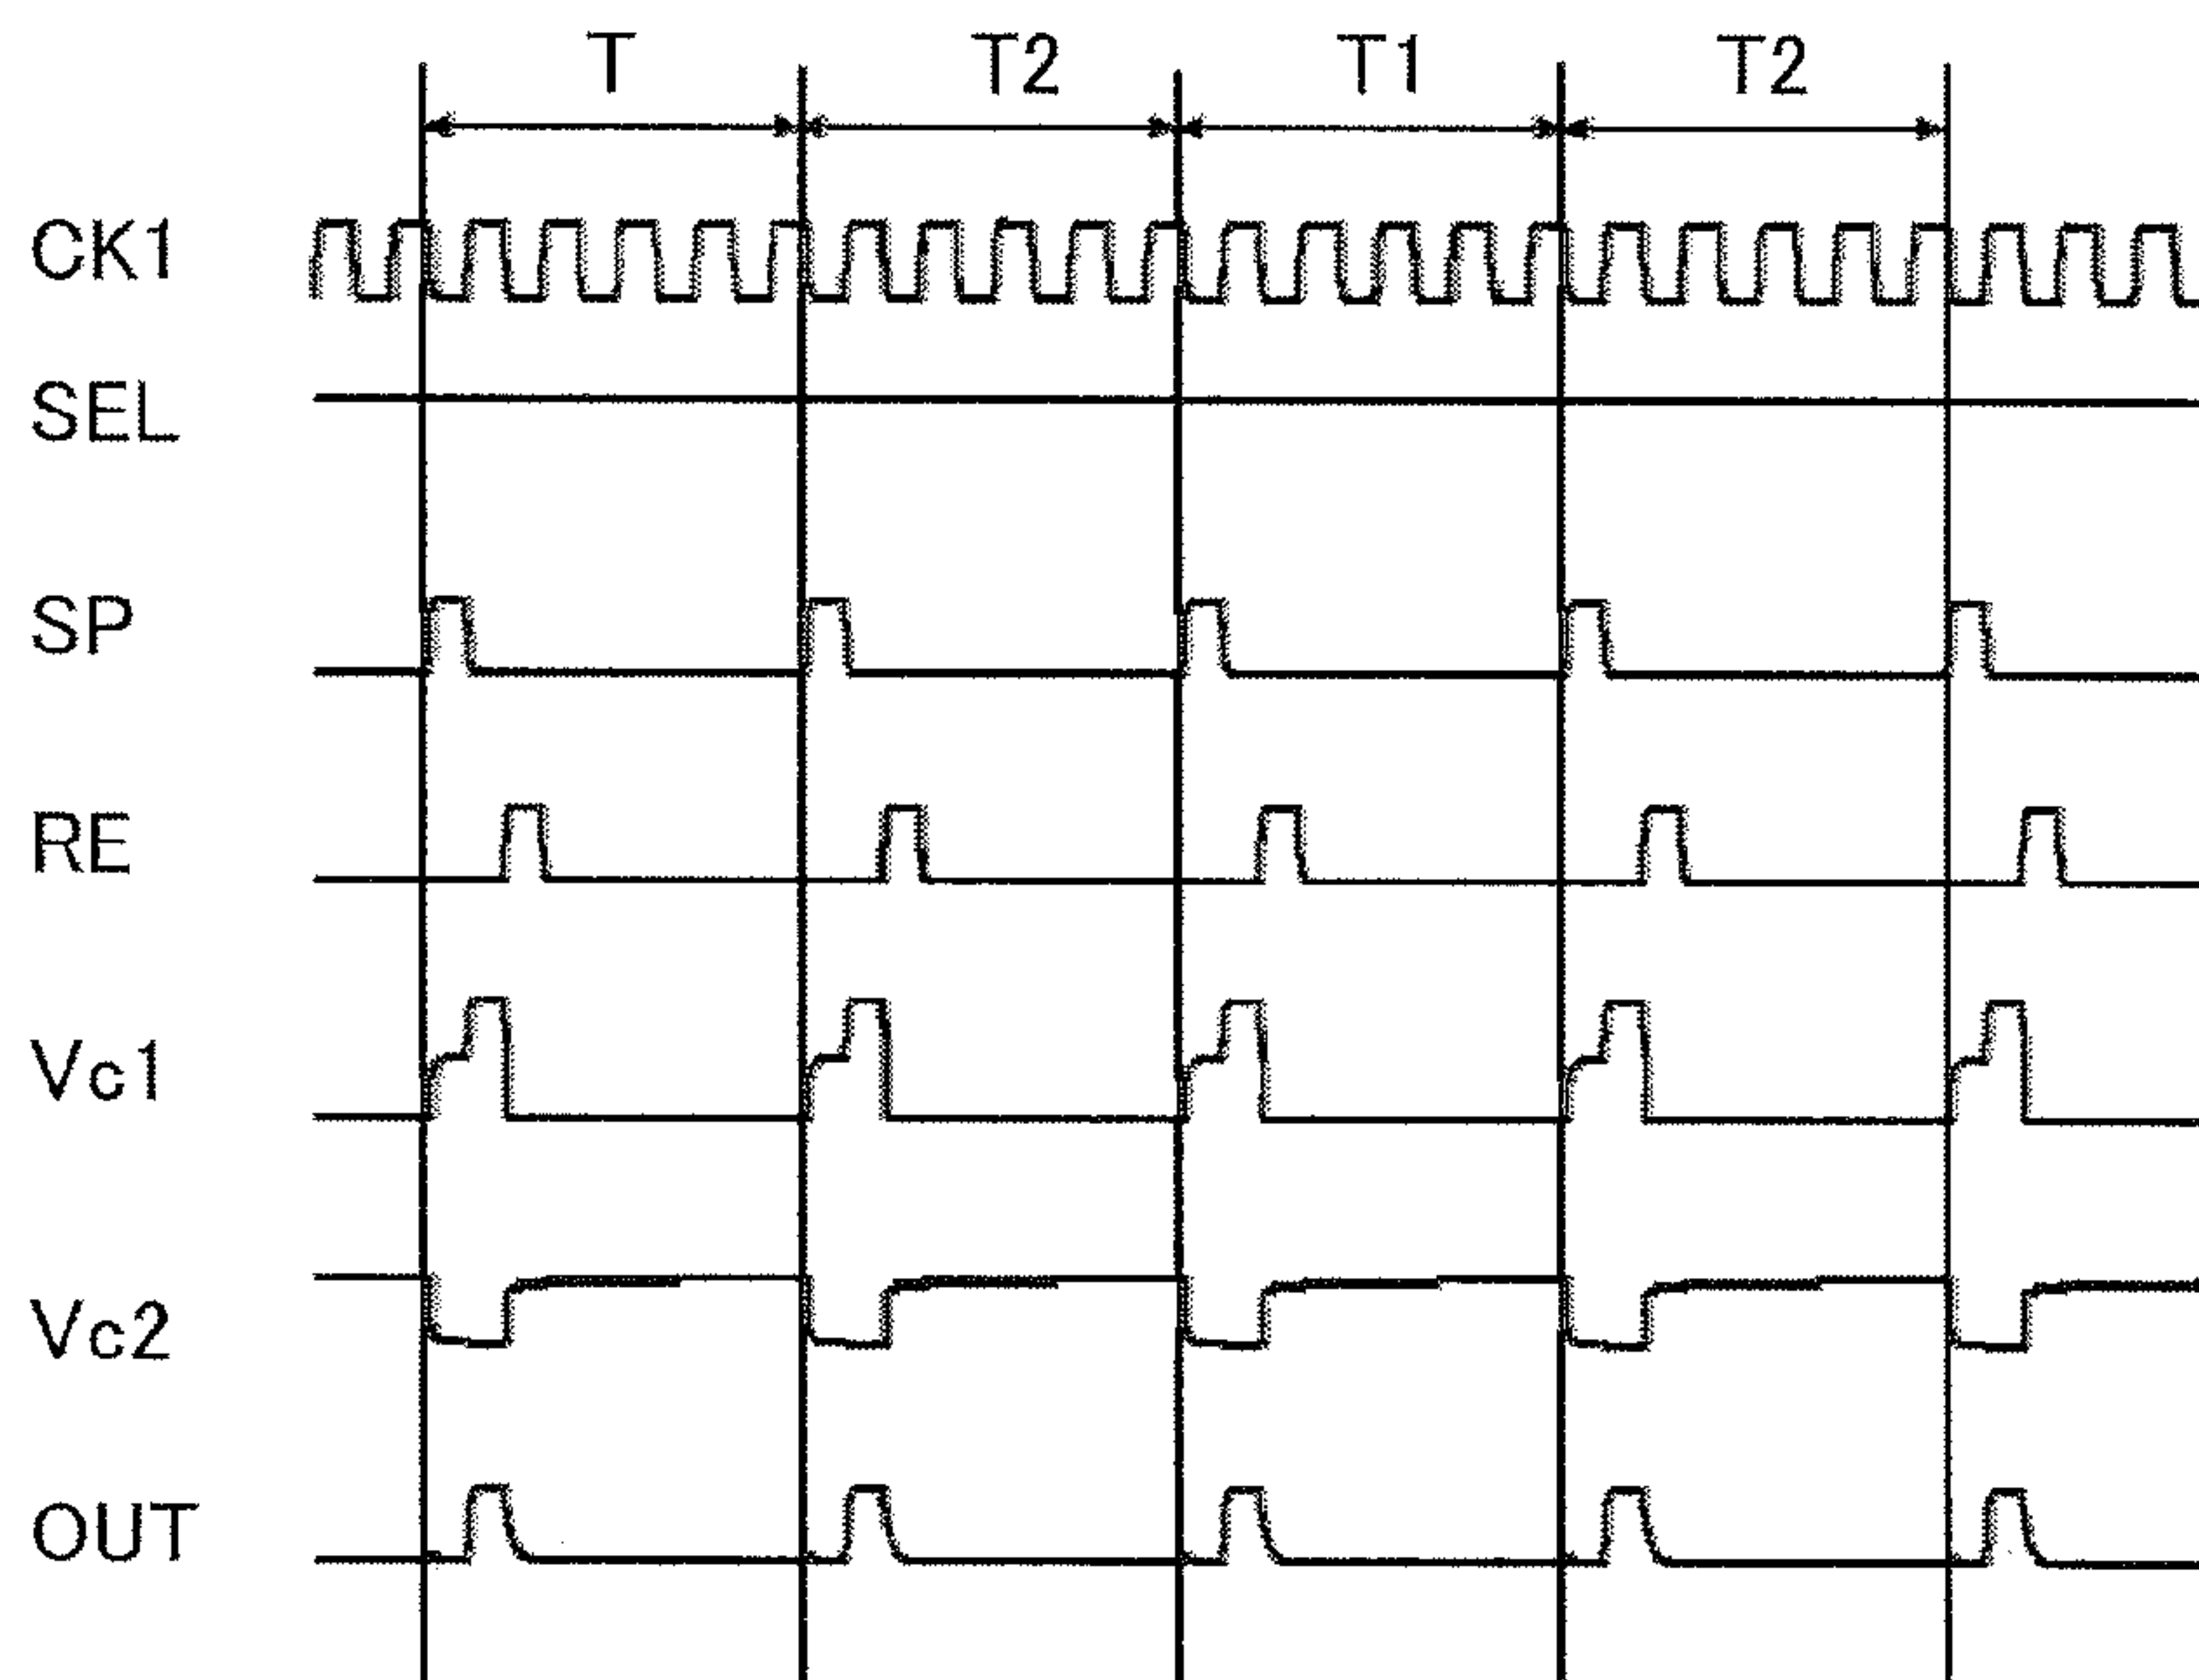 T T2 T1 T2
CK1
SEL
SP
RE
Vc1
Vc2
OUT